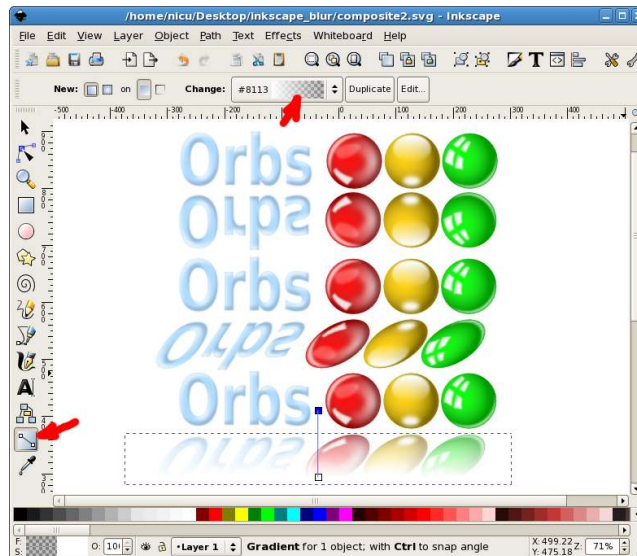 /home/nicu/Desktop/inkscape_blur/composite2.svg - Inkscape
File Edit View Layer Object Path Text Effects Whiteboard Help
New: on Change: #8113 Duplicate Edit...
-500 -200 -100 0 100 200 300 400
Orbs
Orbs
Orbs
Orbs
Orbs
Orbs
F: O: 10 •Layer 1 Gradient for 1 object; with Ctrl to snap angle X: 499.22 Z: 71%
S: Y: 475.18